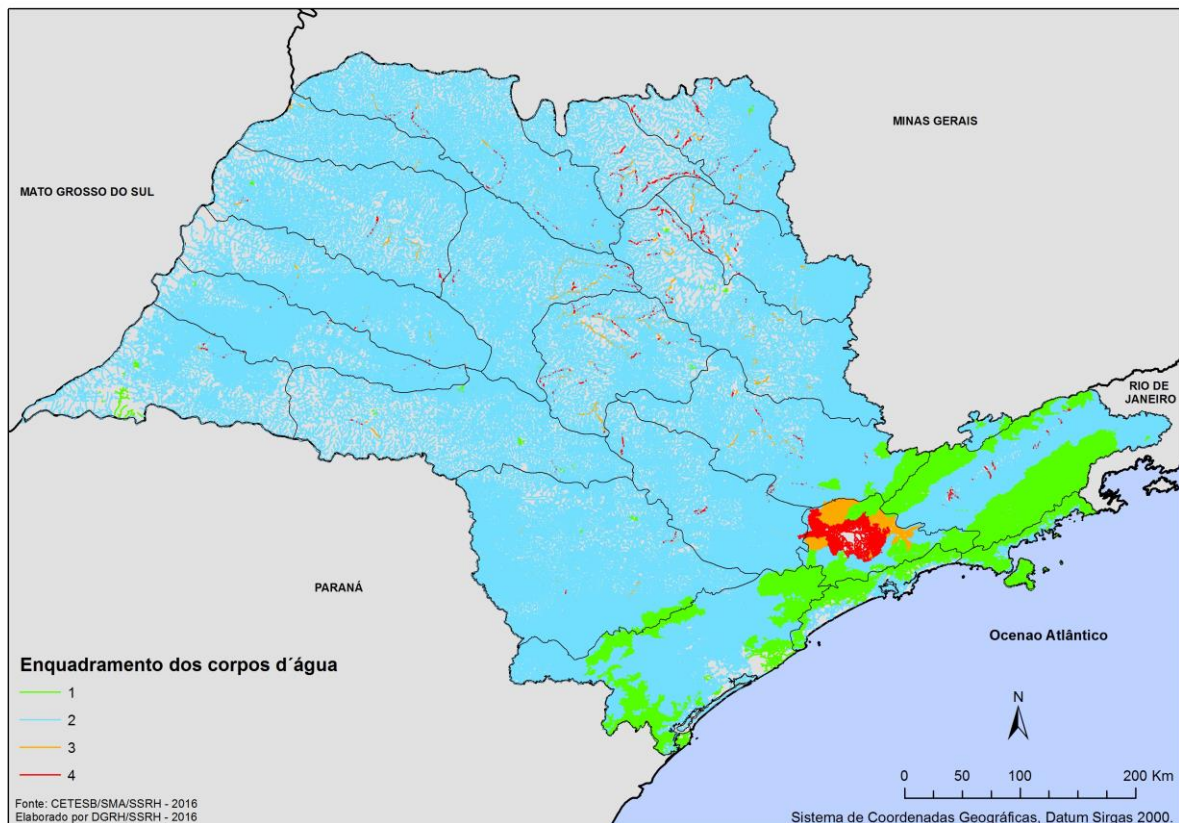 MINAS GERAIS
MATO GROSSO DO SUL
RIO DE
JANEIRO
PARANÁ
Ocenao Atlântico
Enquadramento dos corpos d´água
1
2
3
4
N
0 50 100 200 Km
Fonte: CETESB/SMA/SSRH - 2016
Elaborado por DGRH/SSRH - 2016
Sistema de Coordenadas Geográficas, Datum Sirgas 2000.